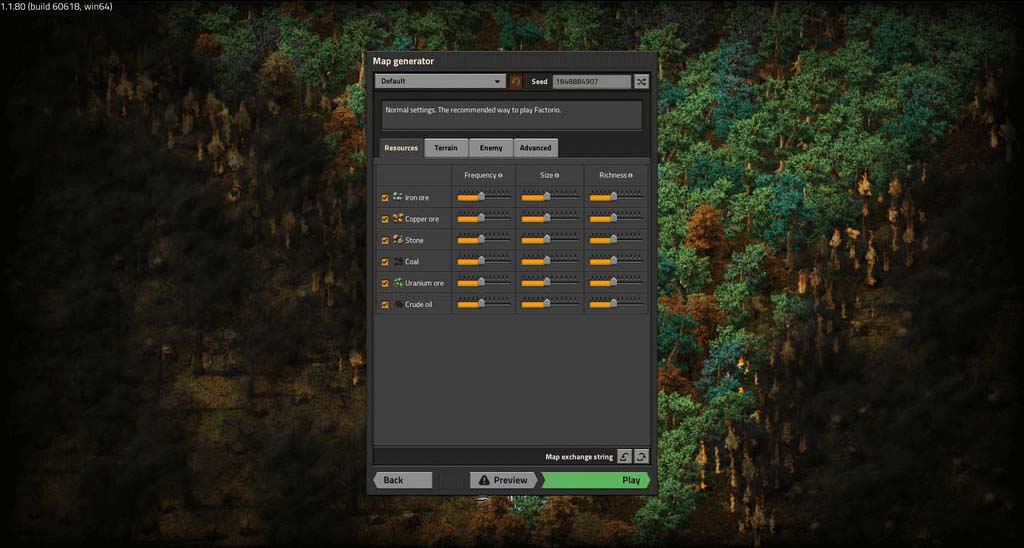 1.1.80 (build 60618, win64)
Map generator
Default
Seed 1848884907
Normal settings. The recommended way to play Factorio.
Resources Terrain Enemy Advanced
Frequency Size Richness
Iron ore
Copper ore
Stone
Coal
Uranium ore
Crude oil
Map exchange string
Back Preview Play